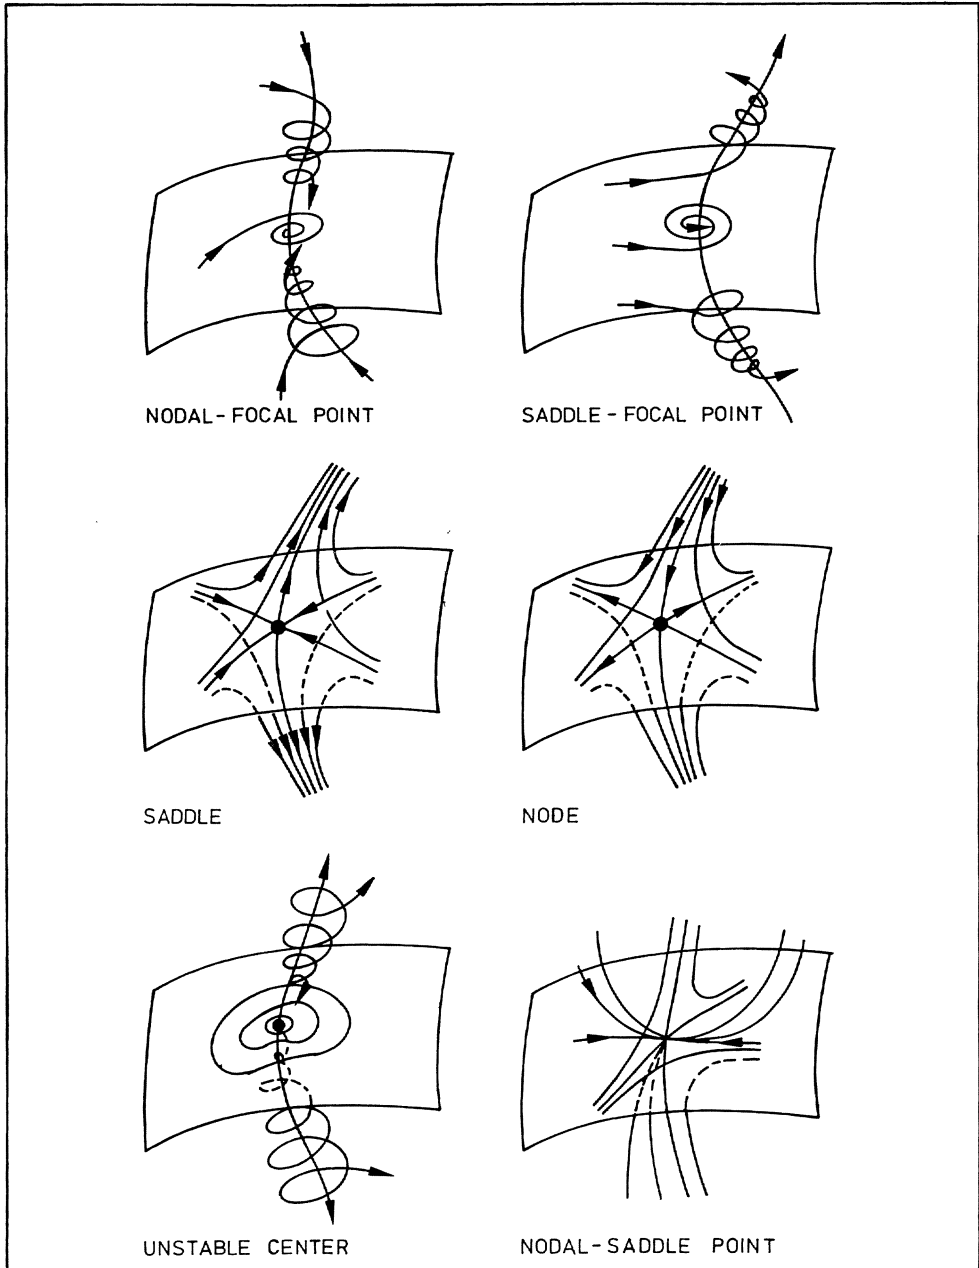 NODAL-FOCAL POINT
SADDLE-FOCAL POINT
SADDLE
NODE
UNSTABLE CENTER
NODAL-SADDLE POINT